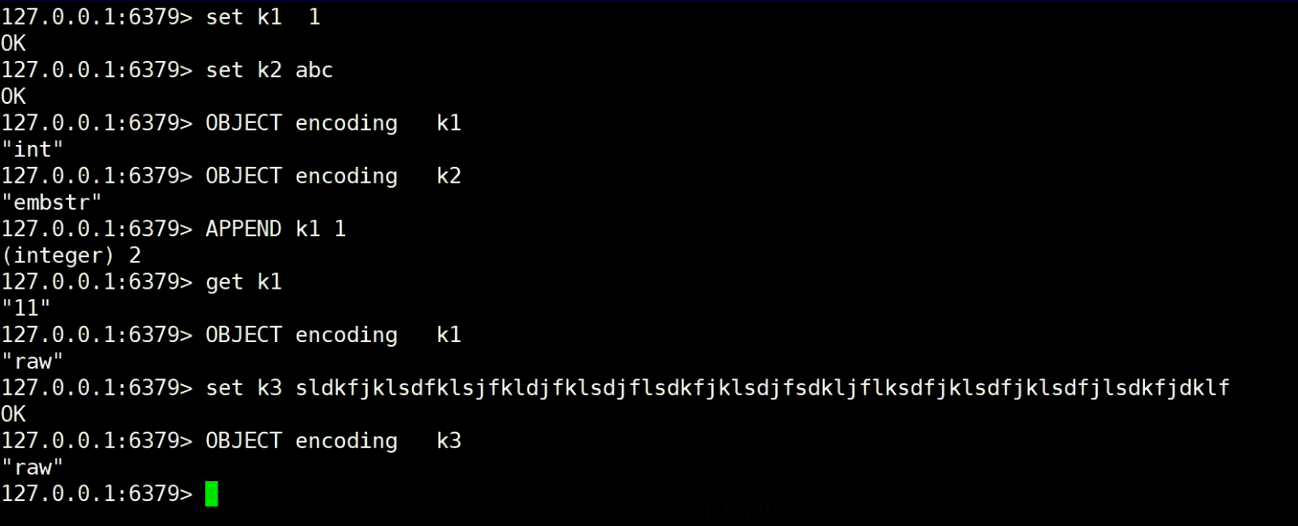 127.0.0.1:6379> set k1  1
OK
127.0.0.1:6379> set k2 abc
OK
127.0.0.1:6379> OBJECT encoding   k1
"int"
127.0.0.1:6379> OBJECT encoding   k2
"embstr"
127.0.0.1:6379> APPEND k1 1
(integer) 2
127.0.0.1:6379> get k1
"11"
127.0.0.1:6379> OBJECT encoding   k1
"raw"
127.0.0.1:6379> set k3 sldkfjklsdfklsjfkldjfklsdjflsdkfjklsdjfsdkljflksdfjklsdfjklsdfjlsdkfjdklf
OK
127.0.0.1:6379> OBJECT encoding   k3
"raw"
127.0.0.1:6379>